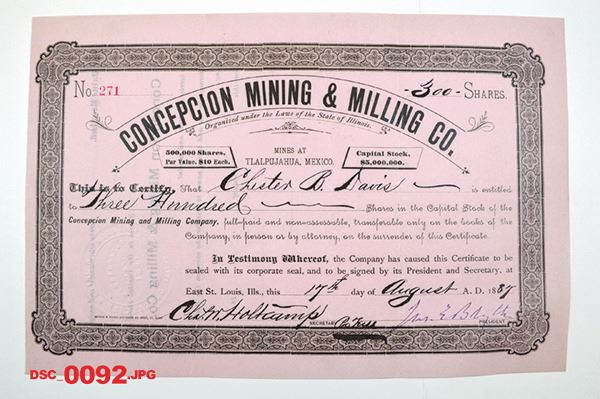 No. 271 -300- SHARES.
CONCEPCION MINING & MILLING CO.
Organized under the Laws of the State of Illinois.
500,000 Shares,
Par Value, $10 Each.
MINES AT
TLALPUJAHUA, MEXICO.
Capital Stock,
$5,000,000.
This is to Certify, That Chester B. Davis is entitled
to Three Hundred Shares in the Capital Stock of the
Concepcion Mining and Milling Company, full-paid and non-assessable, transferable only on the books of the
Company, in person or by attorney, on the surrender of this Certificate.
In Testimony Whereof, the Company has caused this Certificate to be
sealed with its corporate seal, and to be signed by its President and Secretary, at
East St. Louis, Ills., this 17th day of August A. D. 1887
Chas. W. Holtcamp
SECRETARY
PRESIDENT.
DSC_0092.JPG